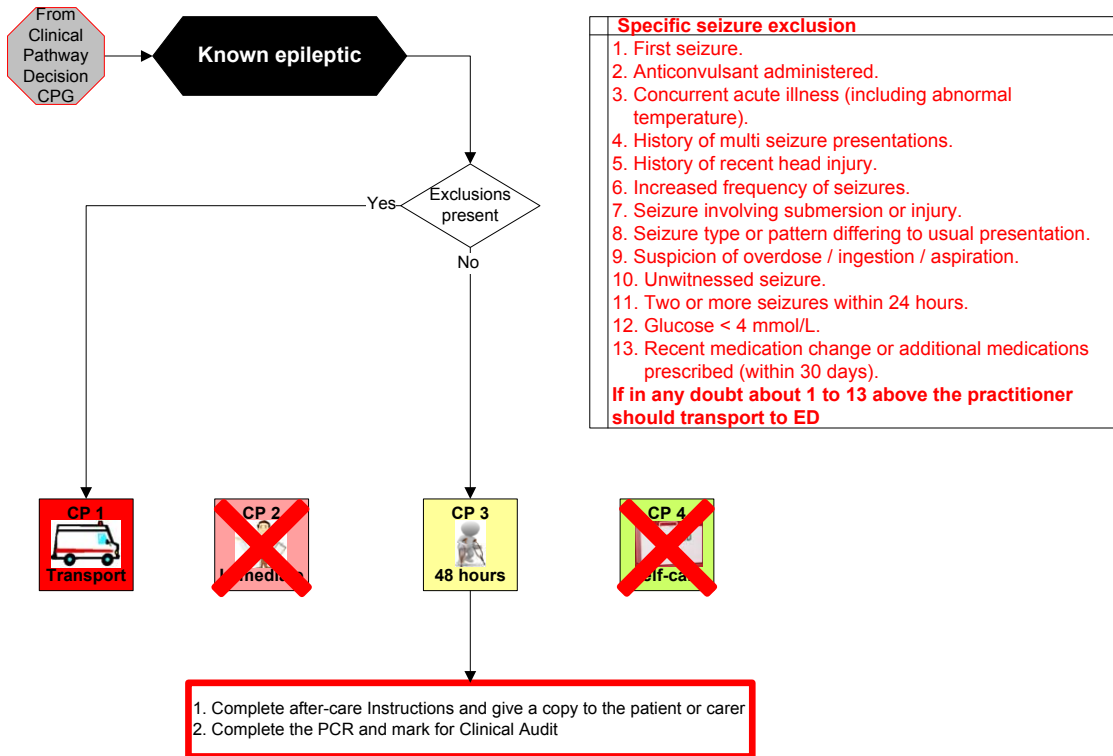 From
Clinical
Pathway
Decision
CPG
Known epileptic
Exclusions
present
Yes
No
Specific seizure exclusion
1. First seizure.
2. Anticonvulsant administered.
3. Concurrent acute illness (including abnormal
temperature).
4. History of multi seizure presentations.
5. History of recent head injury.
6. Increased frequency of seizures.
7. Seizure involving submersion or injury.
8. Seizure type or pattern differing to usual presentation.
9. Suspicion of overdose / ingestion / aspiration.
10. Unwitnessed seizure.
11. Two or more seizures within 24 hours.
12. Glucose < 4 mmol/L.
13. Recent medication change or additional medications
prescribed (within 30 days).
If in any doubt about 1 to 13 above the practitioner
should transport to ED
CP 1
Transport
CP 2
CP 3
48 hours
CP 4
1. Complete after-care Instructions and give a copy to the patient or carer
2. Complete the PCR and mark for Clinical Audit